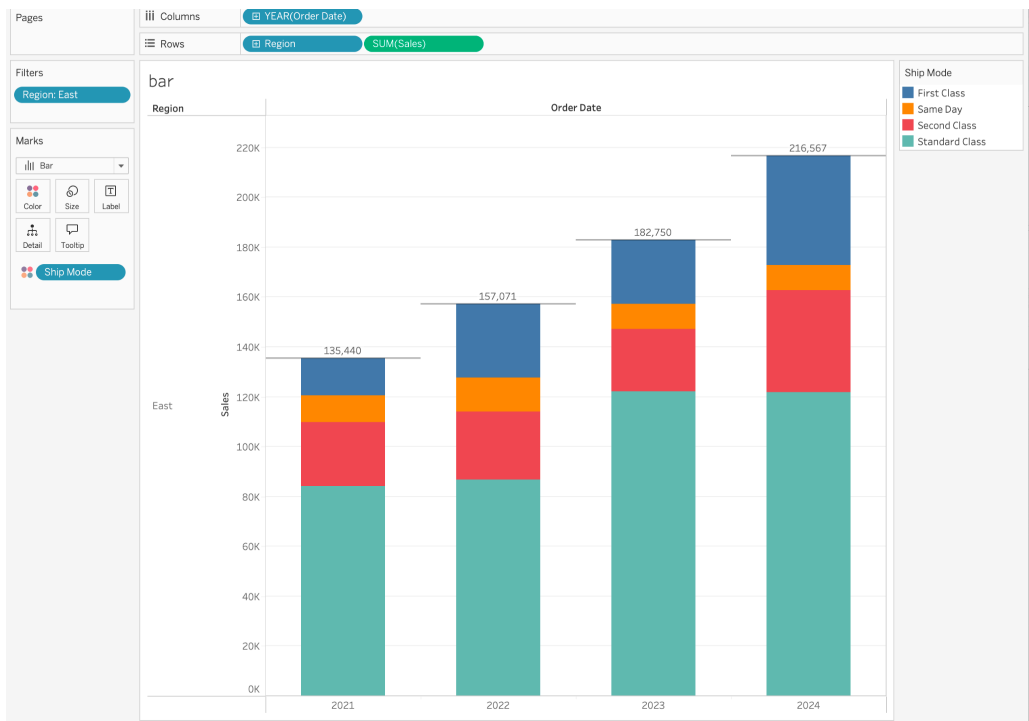 Pages
Columns
YEAR(Order Date)
Rows
Region
SUM(Sales)
Filters
Region: East
Marks
Bar
Color
Size
Label
Detail
Tooltip
Ship Mode
bar
Region
Order Date
220K
200K
180K
160K
140K
120K
100K
80K
60K
40K
20K
0K
Sales
East
135,440
157,071
182,750
216,567
2021
2022
2023
2024
Ship Mode
First Class
Same Day
Second Class
Standard Class